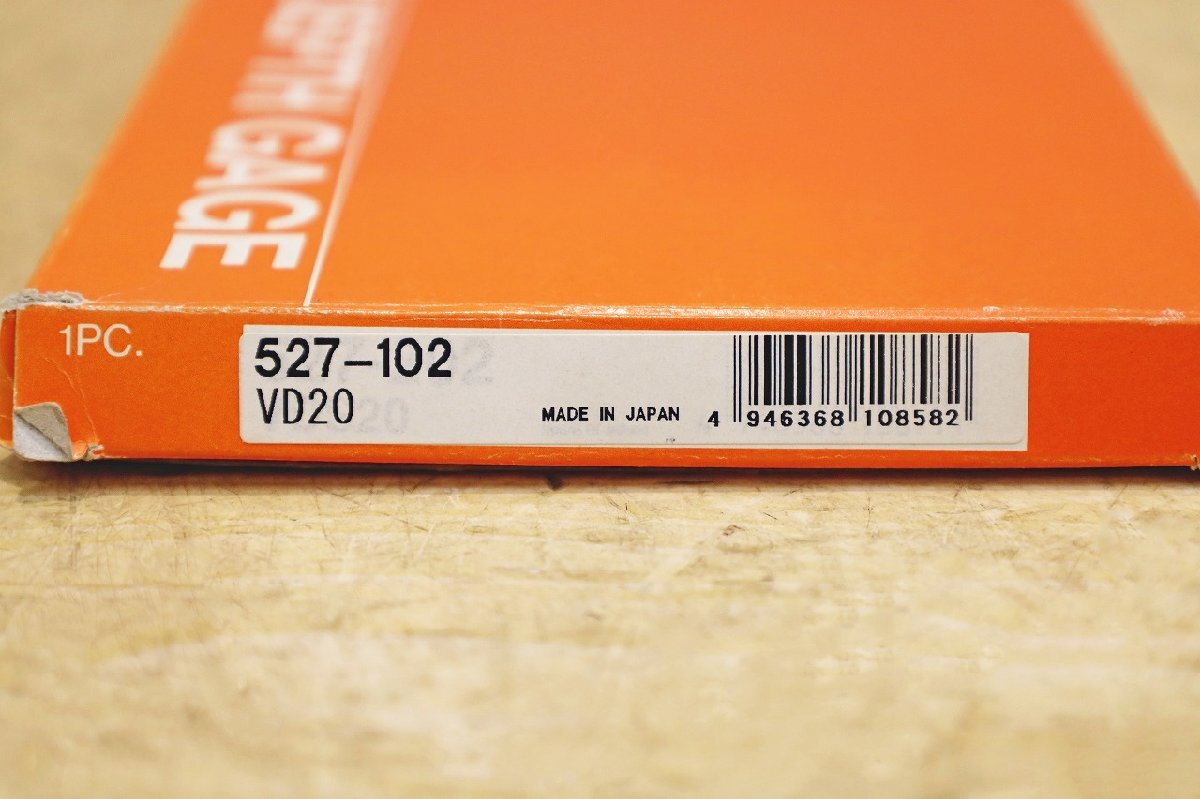 DEPTH GAGE
1PC.
527-102
VD20
MADE IN JAPAN
4 946368 108582